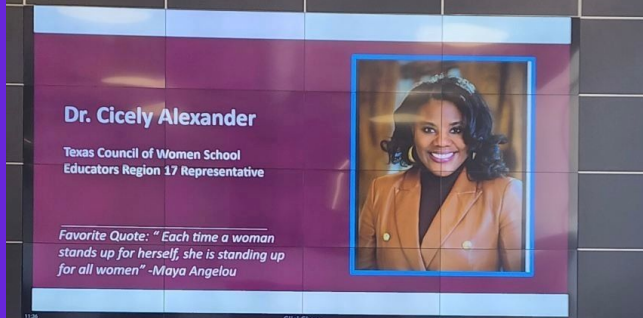 Dr. Cicely Alexander
Texas Council of Women School
Educators Region 17 Representative
Favorite Quote: “ Each time a woman
stands up for herself, she is standing up
for all women” -Maya Angelou